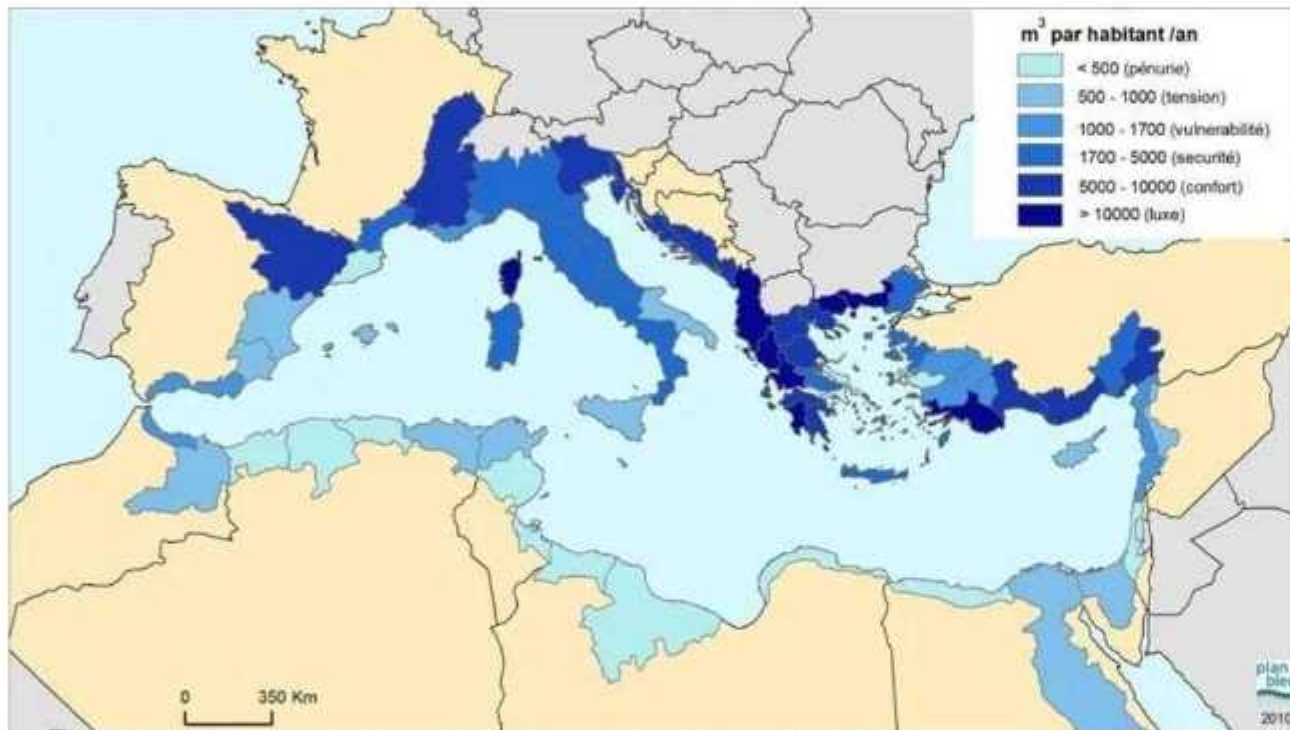 m³ par habitant /an
< 500 (pénurie)
500 - 1000 (tension)
1000 - 1700 (vulnerabilité)
1700 - 5000 (securité)
5000 - 10000 (confort)
> 10000 (luxe)
0 350 Km
plan
bleu
2010